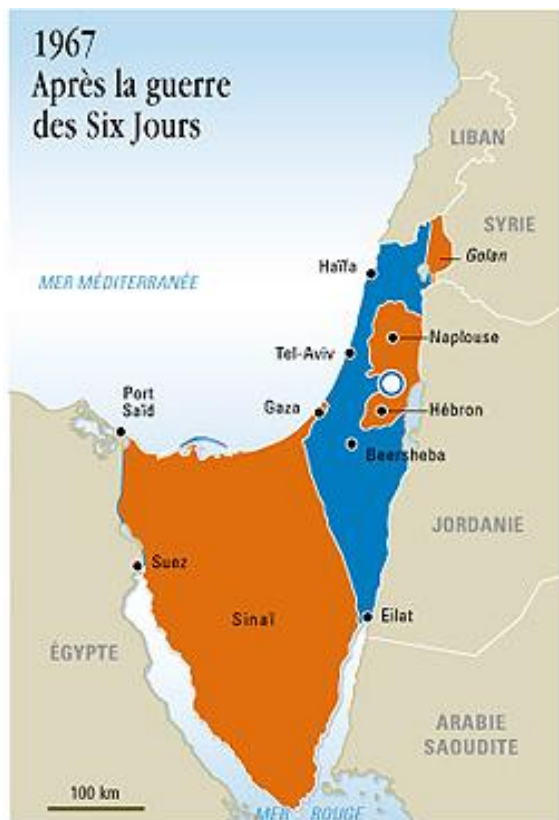 1967
Après la guerre
des Six Jours
LIBAN
SYRIE
Golan
Haïfa
MER MÉDITERRANÉE
Naplouse
Tel-Aviv
Port
Saïd
Gaza
Hébron
Beersheba
JORDANIE
Suez
Sinaï
Eilat
ÉGYPTE
ARABIE
SAOUDITE
100 km
MER ROUGE